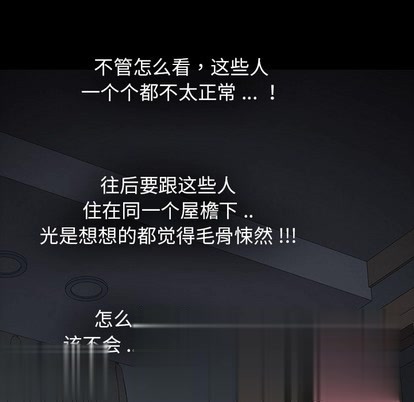 不管怎么看，这些人
一个个都不太正常 ... ！
往后要跟这些人
住在同一个屋檐下 ..
光是想想的都觉得毛骨悚然 !!!
怎么
该不会 ..